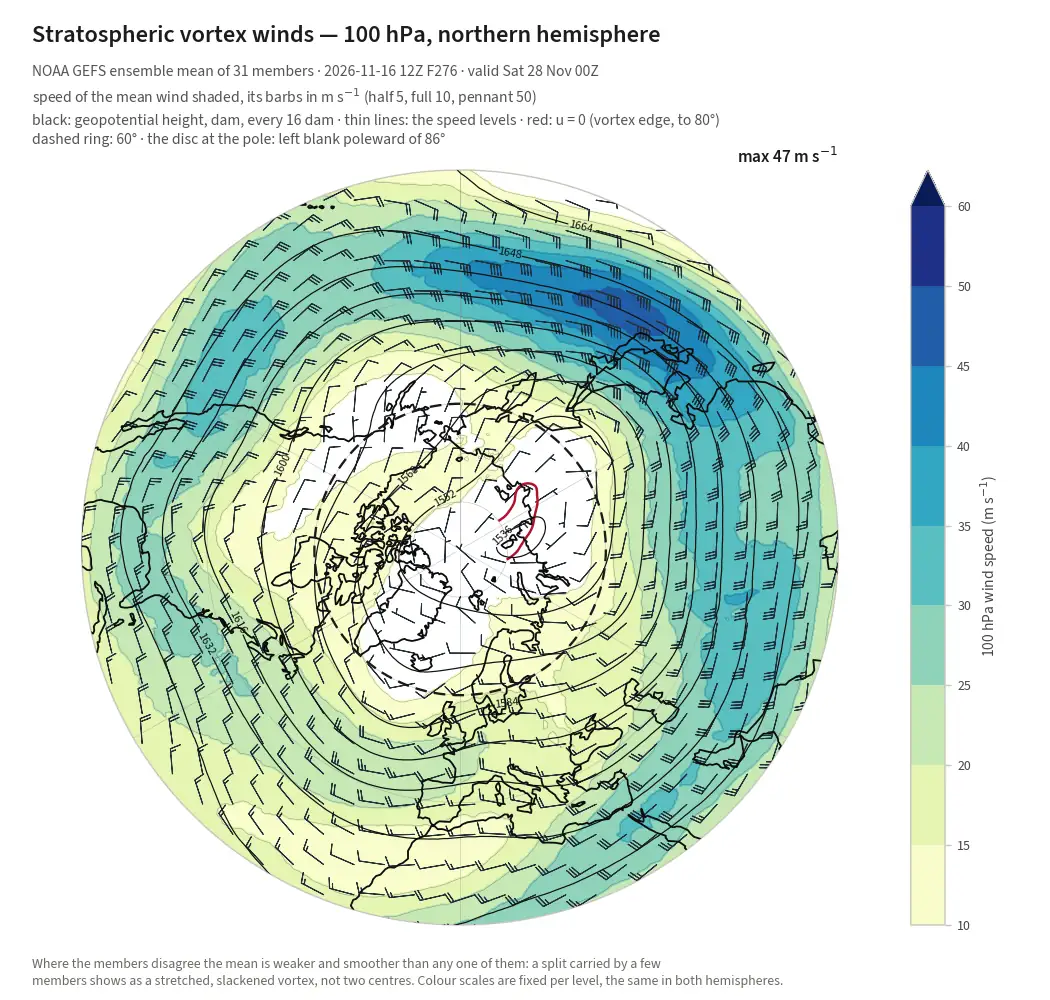 Stratospheric vortex winds — 100 hPa, northern hemisphere
NOAA GEFS ensemble mean of 31 members · 2026-11-16 12Z F276 · valid Sat 28 Nov 00Z
speed of the mean wind shaded, its barbs in m s⁻¹ (half 5, full 10, pennant 50)
black: geopotential height, dam, every 16 dam · thin lines: the speed levels · red: u = 0 (vortex edge, to 80°)
dashed ring: 60° · the disc at the pole: left blank poleward of 86°
max 47 m s⁻¹
1664
1648
1600
1568
1552
1536
1616
1632
1584
60
50
45
40
35
30
25
20
15
10
100 hPa wind speed (m s⁻¹)
Where the members disagree the mean is weaker and smoother than any one of them: a split carried by a few
members shows as a stretched, slackened vortex, not two centres. Colour scales are fixed per level, the same in both hemispheres.